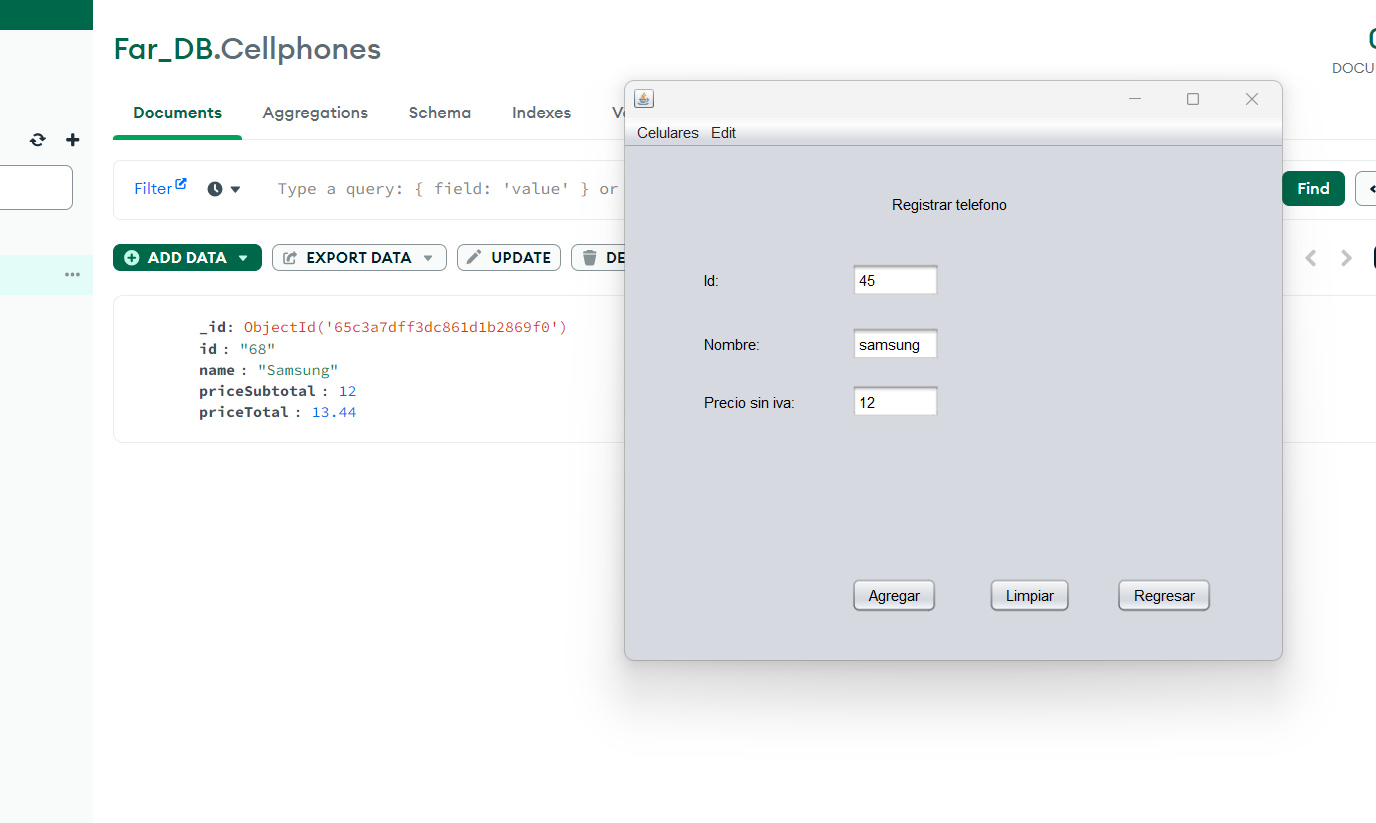 Far_DB.Cellphones
DOCU
Documents
Aggregations
Schema
Indexes
Celulares Edit
Filter
Type a query: { field: 'value' } or
Find
Registrar telefono
ADD DATA
EXPORT DATA
UPDATE
DE
Id:
45
Nombre:
samsung
Precio sin iva:
12
_id: ObjectId('65c3a7dff3dc861d1b2869f0')
id : "68"
name : "Samsung"
priceSubtotal : 12
priceTotal : 13.44
Agregar
Limpiar
Regresar